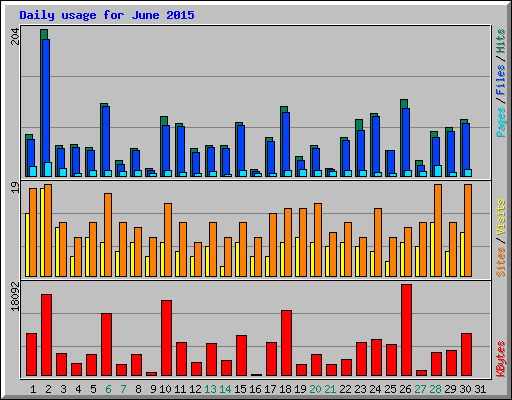 Daily usage for June 2015
204
Pages / Files / Hits
19
Sites / Visits
18092
KBytes
1 2 3 4 5 6 7 8 9 10 11 12 13 14 15 16 17 18 19 20 21 22 23 24 25 26 27 28 29 30 31